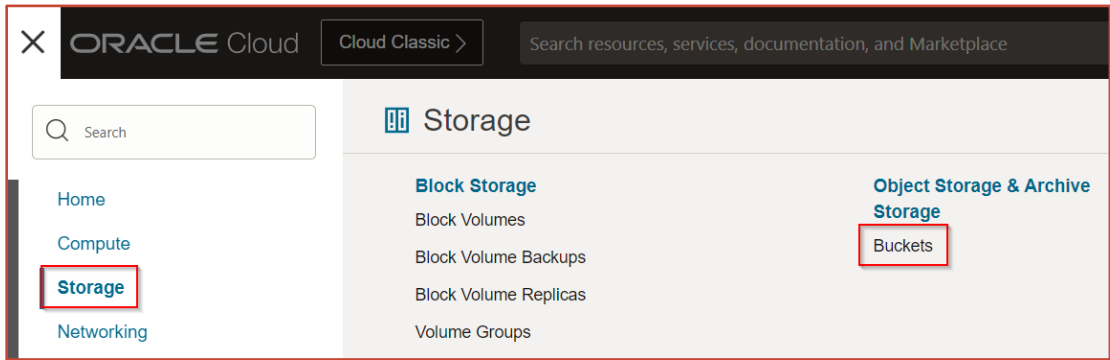 ORACLE Cloud
Cloud Classic >
Search resources, services, documentation, and Marketplace
Search
Home
Compute
Storage
Networking
Storage
Block Storage
Block Volumes
Block Volume Backups
Block Volume Replicas
Volume Groups
Object Storage & Archive
Storage
Buckets